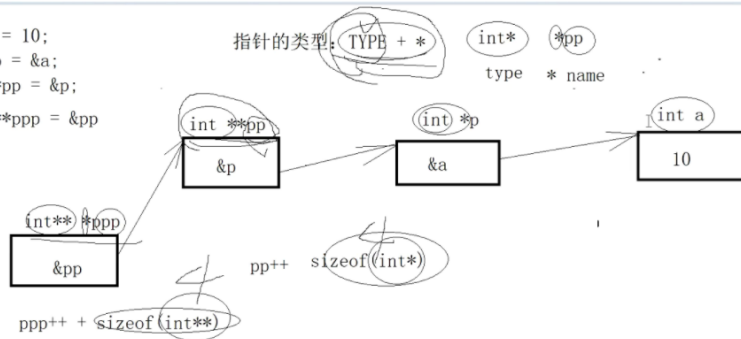 = 10;
= &a;
*pp = &p;
**ppp = &pp
指针的类型: TYPE + *
int* *pp
type * name
int **pp
int *p
int a
&p
&a
10
int** *ppp
&pp
4
4
pp++ sizeof(int*)
ppp++ + sizeof(int**)